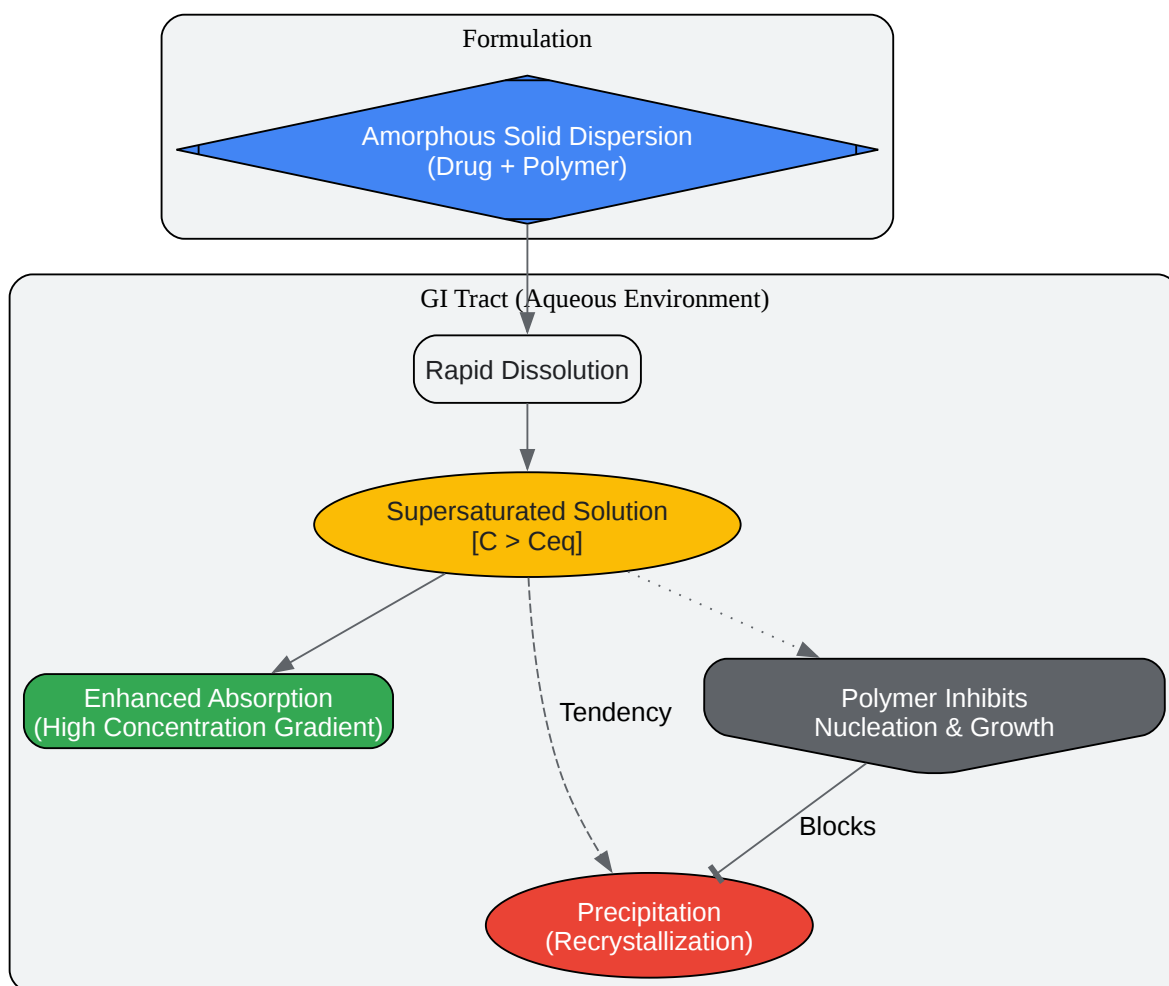 Formulation
Amorphous Solid Dispersion
(Drug + Polymer)
GI Tract (Aqueous Environment)
Rapid Dissolution
Supersaturated Solution
[C > Ceq]
Enhanced Absorption
(High Concentration Gradient)
Tendency
Polymer Inhibits
Nucleation & Growth
Blocks
Precipitation
(Recrystallization)